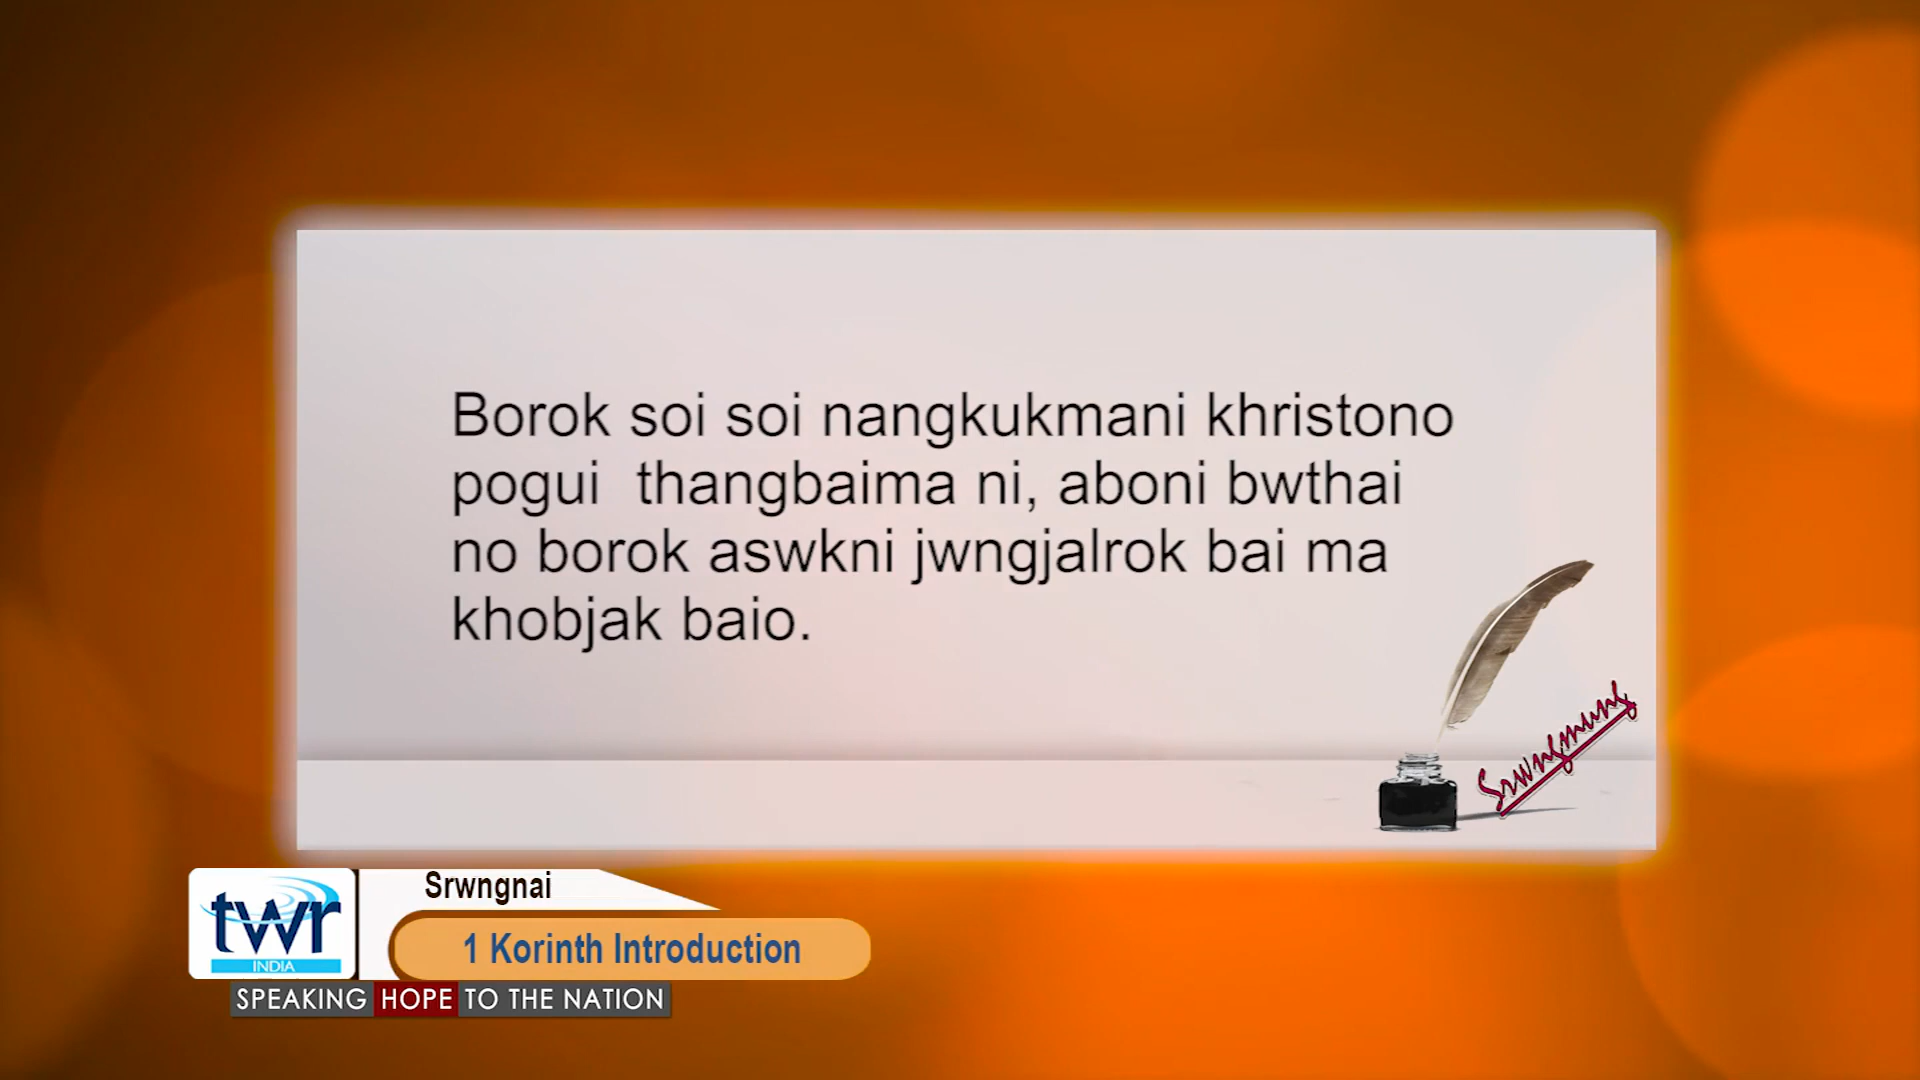 Borok soi soi nangkukmani khristono
pogui thangbaima ni, aboni bwthai
no borok aswkni jwngjalrok bai ma
khobjak baio.
Srwngmung
Srwngnai
twr
INDIA
1 Korinth Introduction
SPEAKING HOPE TO THE NATION